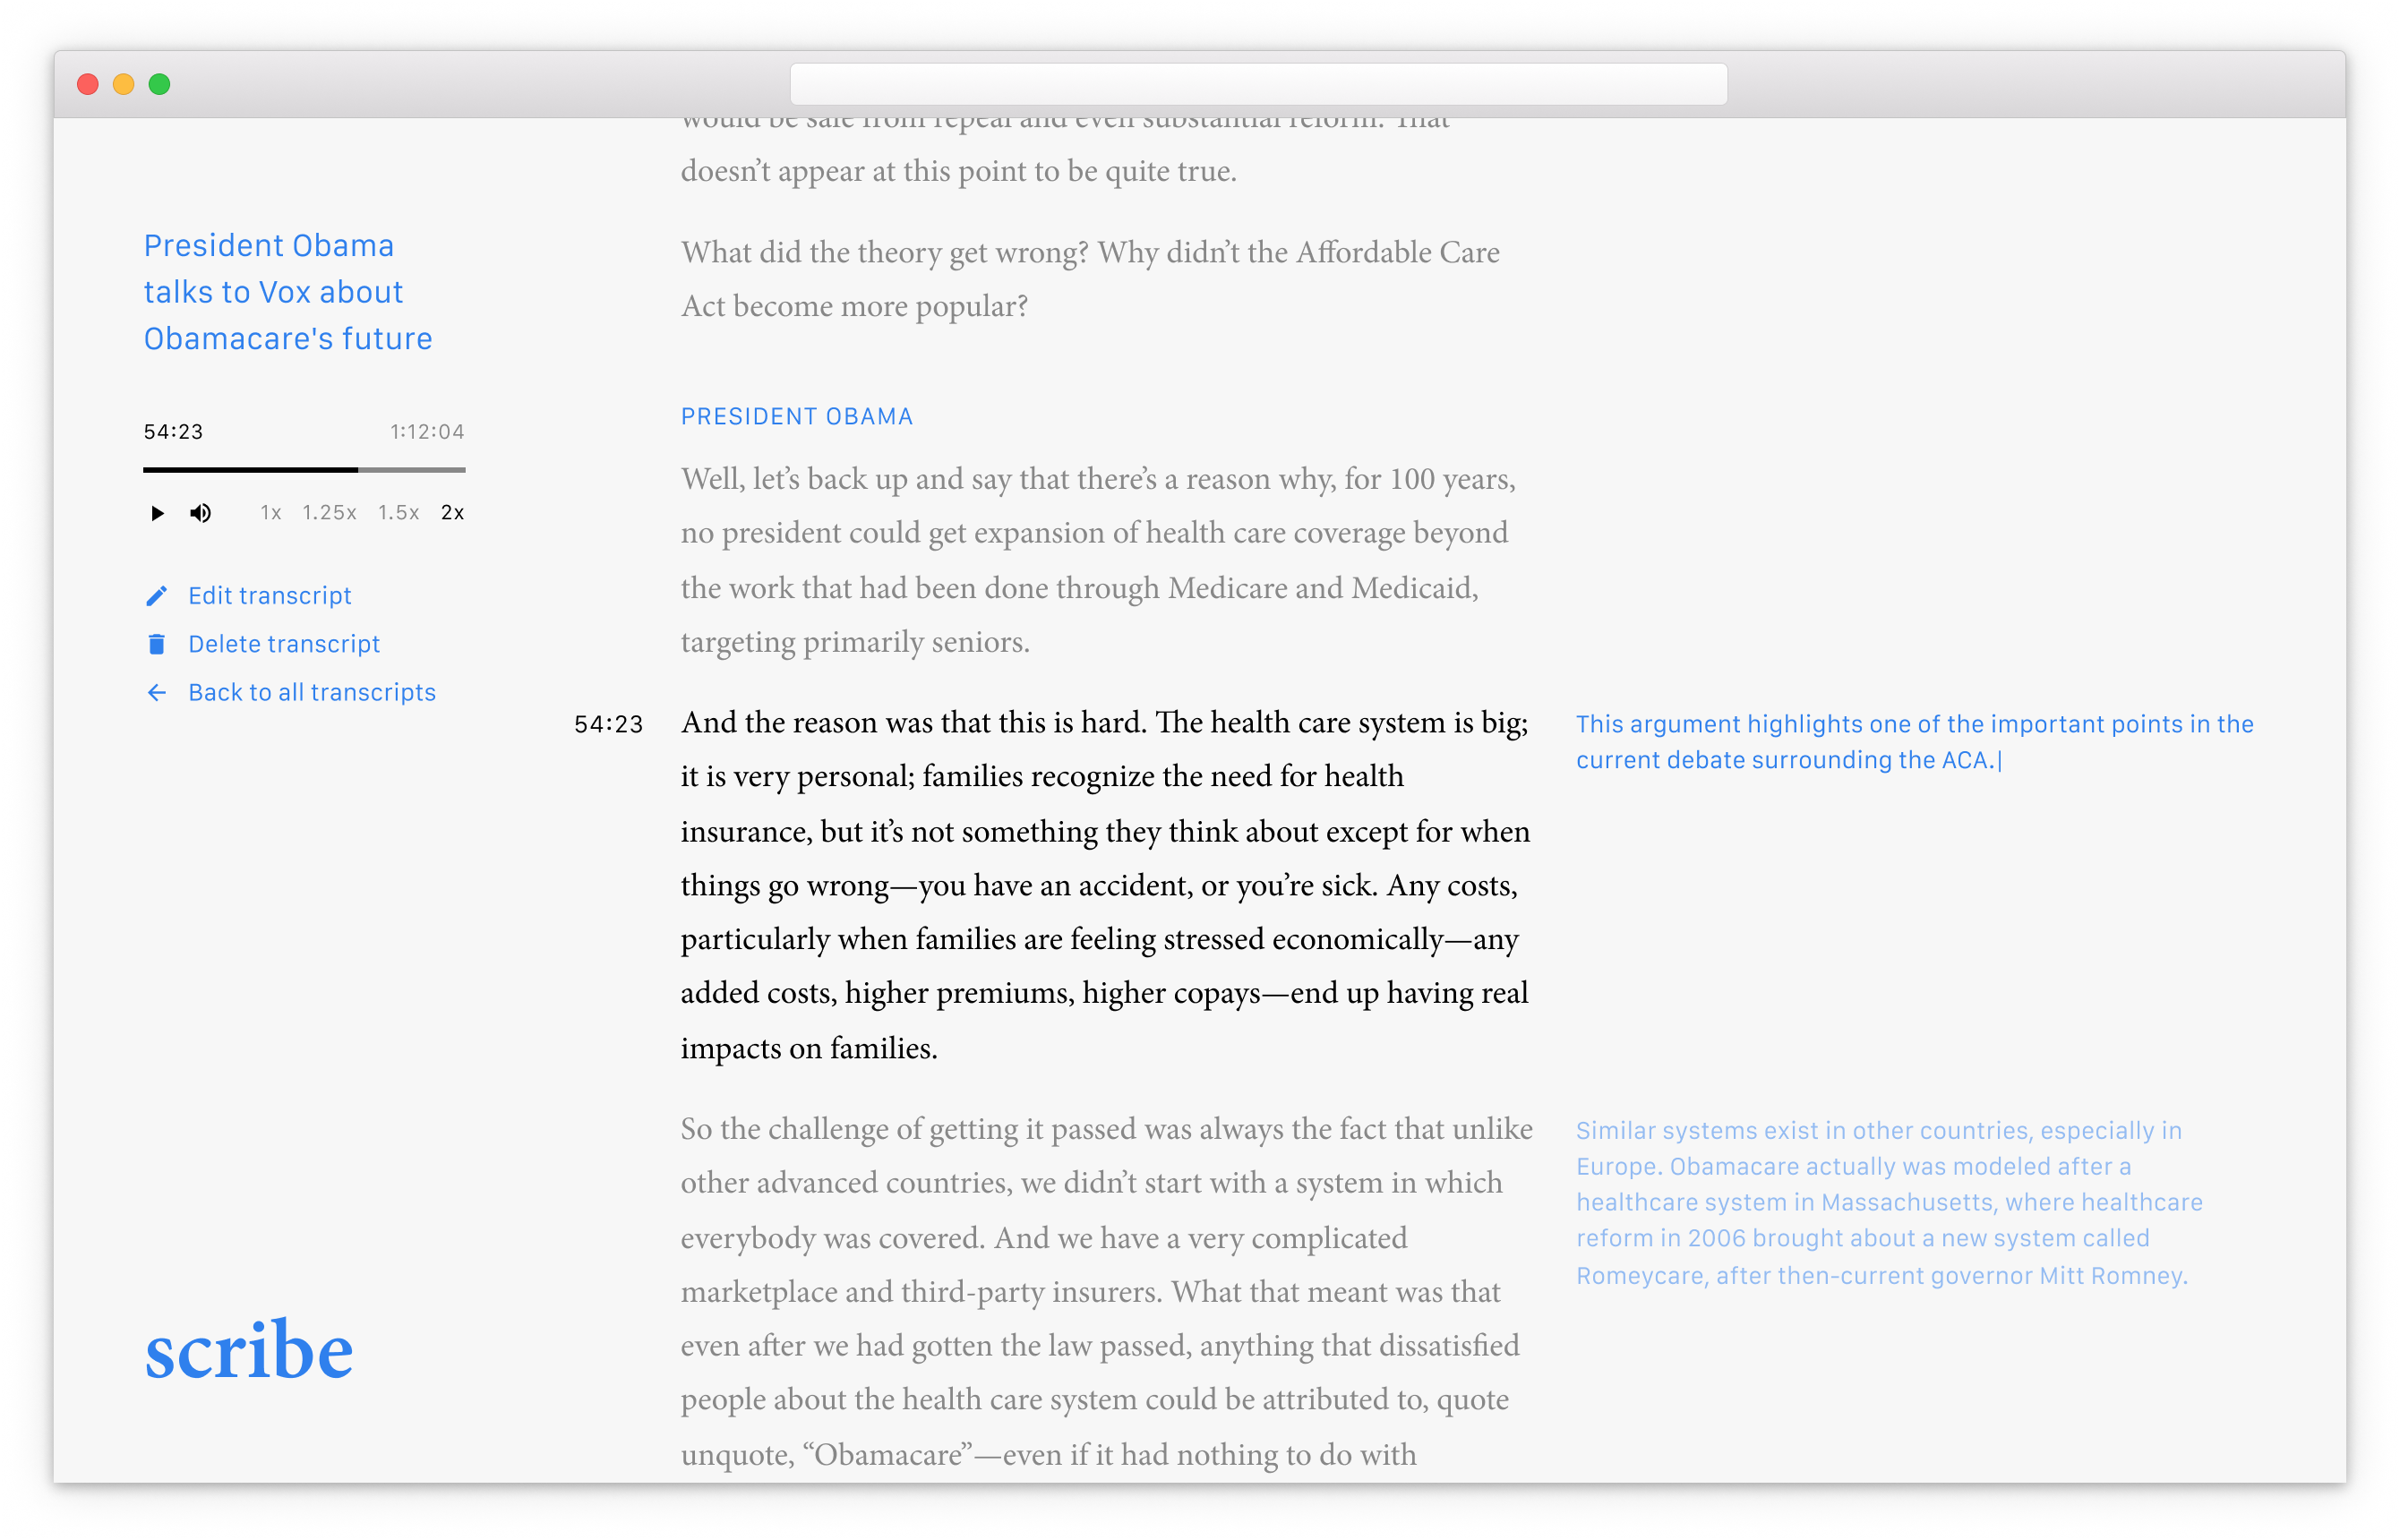 President Obama
talks to Vox about
Obamacare's future
54:23 1:12:04
1x 1.25x 1.5x 2x
Edit transcript
Delete transcript
Back to all transcripts
scribe
would be safe from repeal and even substantial reform. That
doesn’t appear at this point to be quite true.
What did the theory get wrong? Why didn’t the Affordable Care
Act become more popular?
PRESIDENT OBAMA
Well, let’s back up and say that there’s a reason why, for 100 years,
no president could get expansion of health care coverage beyond
the work that had been done through Medicare and Medicaid,
targeting primarily seniors.
54:23
And the reason was that this is hard. The health care system is big;
it is very personal; families recognize the need for health
insurance, but it’s not something they think about except for when
things go wrong—you have an accident, or you’re sick. Any costs,
particularly when families are feeling stressed economically—any
added costs, higher premiums, higher copays—end up having real
impacts on families.
So the challenge of getting it passed was always the fact that unlike
other advanced countries, we didn’t start with a system in which
everybody was covered. And we have a very complicated
marketplace and third-party insurers. What that meant was that
even after we had gotten the law passed, anything that dissatisfied
people about the health care system could be attributed to, quote
unquote, “Obamacare”—even if it had nothing to do with
This argument highlights one of the important points in the
current debate surrounding the ACA.
Similar systems exist in other countries, especially in
Europe. Obamacare actually was modeled after a
healthcare system in Massachusetts, where healthcare
reform in 2006 brought about a new system called
Romeycare, after then-current governor Mitt Romney.